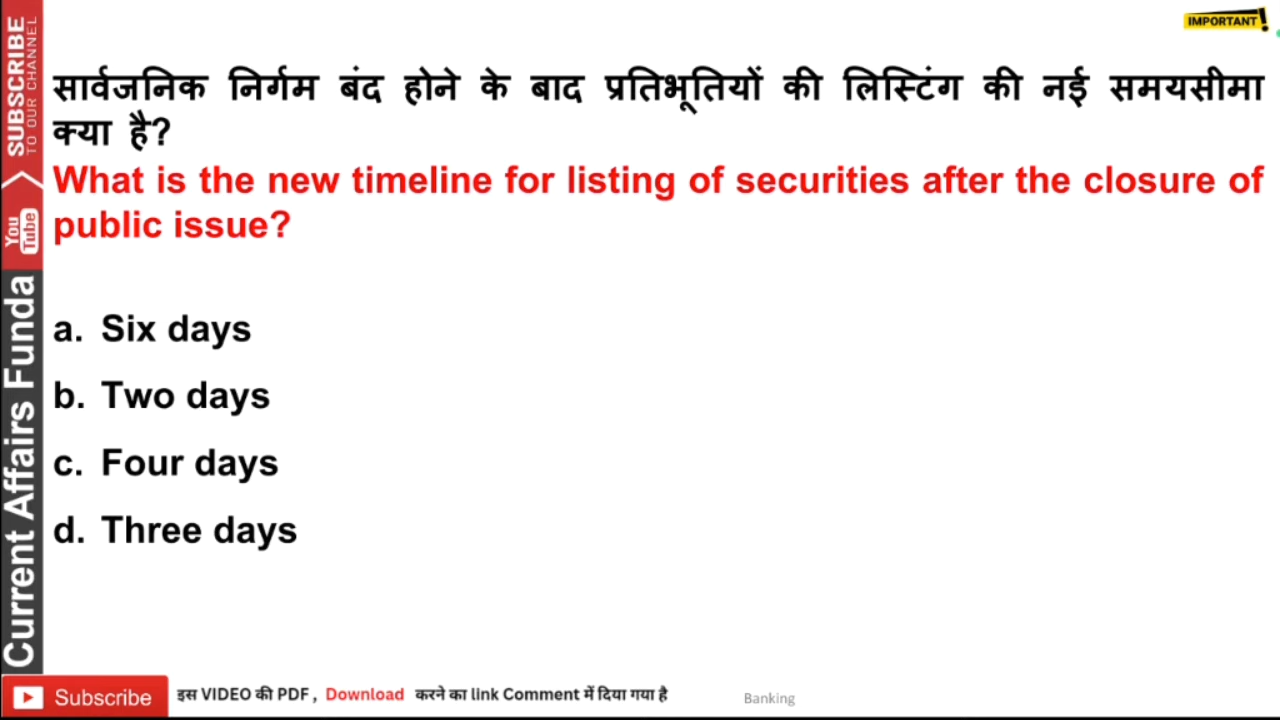 IMPORTANT !
सार्वजनिक निर्गम बंद होने के बाद प्रतिभूतियों की लिस्टिंग की नई समयसीमा
क्या है?
What is the new timeline for listing of securities after the closure of
public issue?
a. Six days
b. Two days
c. Four days
d. Three days
SUBSCRIBE
TO OUR CHANNEL
You
Tube
Current Affairs Funda
Subscribe
इस VIDEO की PDF , Download करने का link Comment में दिया गया है
Banking